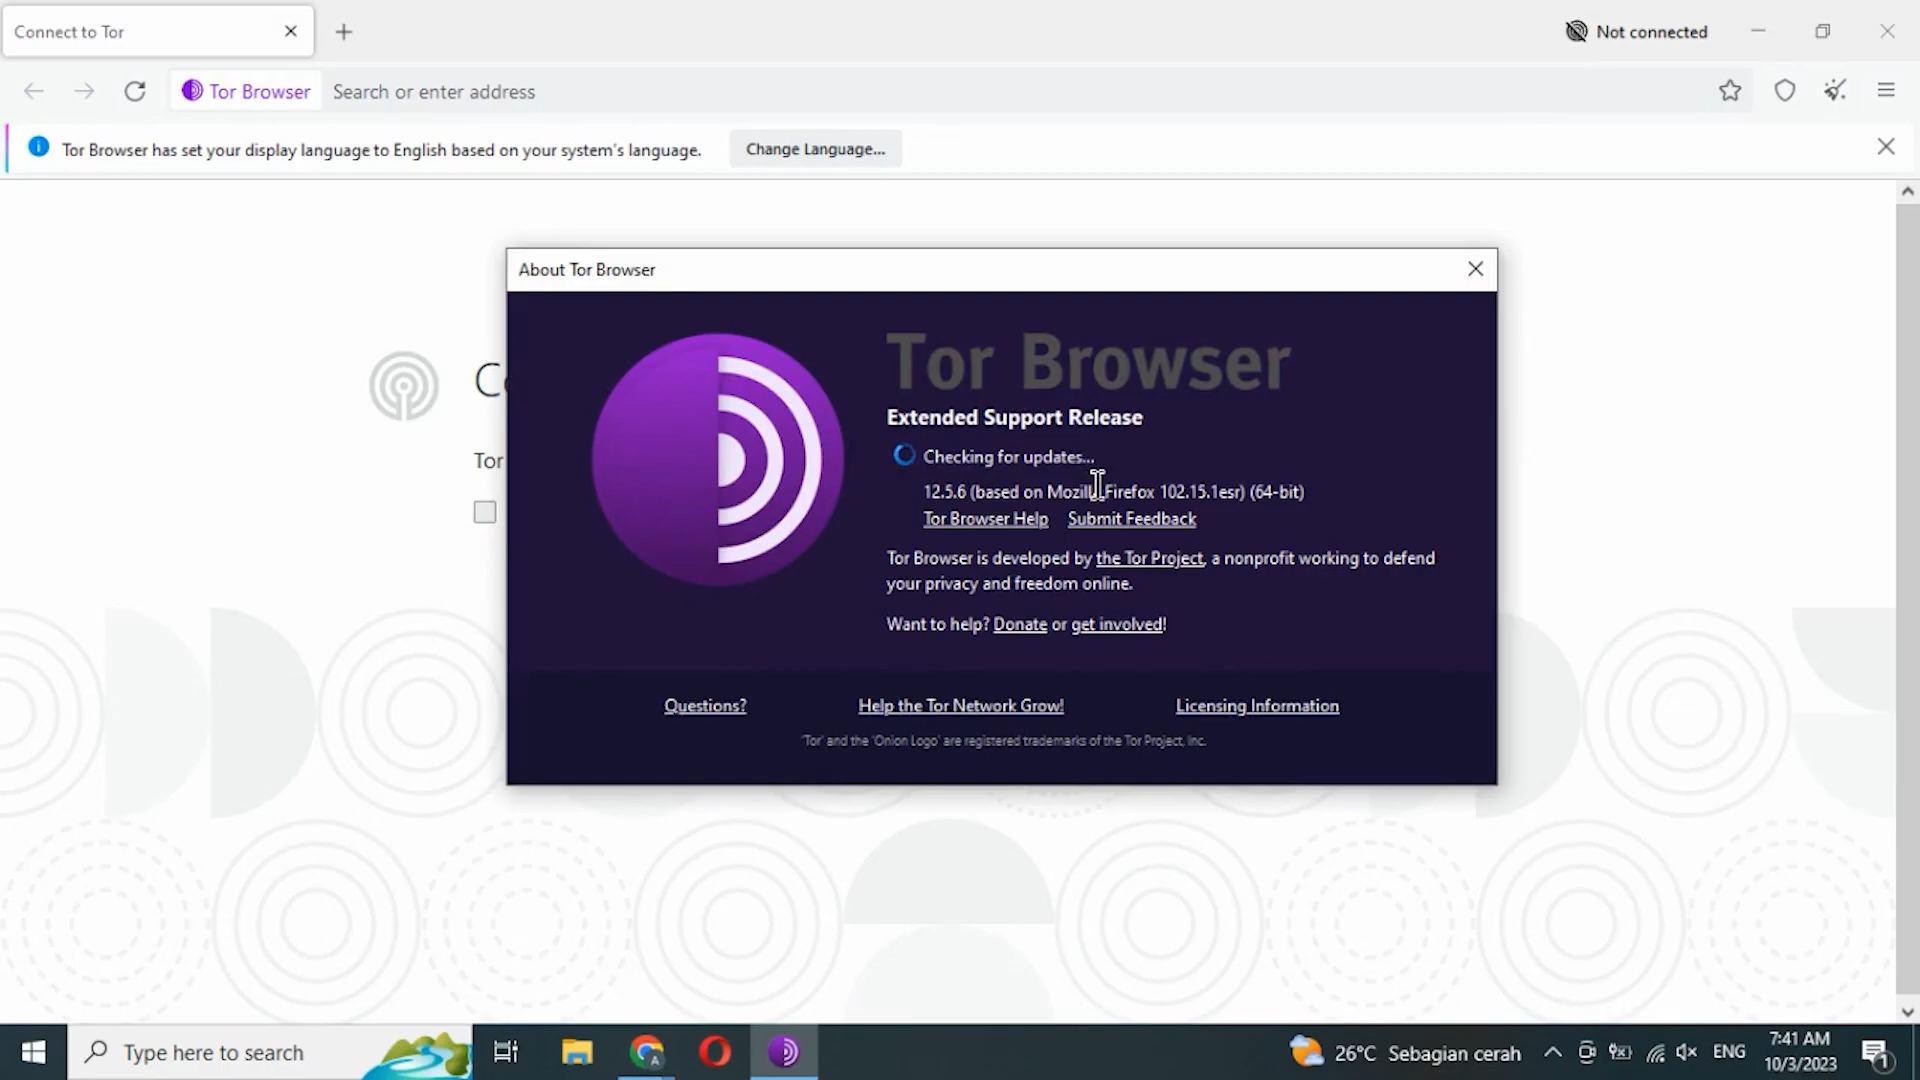 Connect to Tor
Not connected
Tor Browser
Search or enter address
Tor Browser has set your display language to English based on your system's language.
Change Language...
About Tor Browser
Tor Browser
Extended Support Release
Checking for updates...
12.5.6 (based on Mozilla Firefox 102.15.1esr) (64-bit)
Tor Browser Help Submit Feedback
Tor Browser is developed by the Tor Project, a nonprofit working to defend
your privacy and freedom online.
Want to help? Donate or get involved!
Questions? Help the Tor Network Grow! Licensing Information
'Tor' and the 'Onion Logo' are registered trademarks of the Tor Project, Inc.
Tor
Type here to search
26°C Sebagian cerah
ENG
7:41 AM
10/3/2023
1